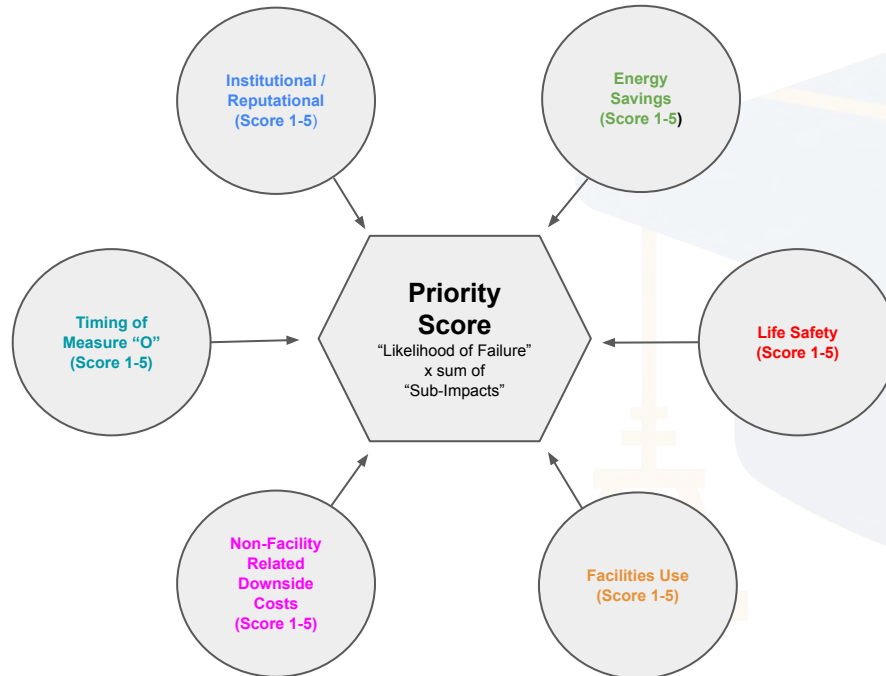 Institutional /
Reputational
(Score 1-5)
Energy
Savings
(Score 1-5)
Timing of
Measure “O”
(Score 1-5)
Priority
Score
“Likelihood of Failure”
x sum of
“Sub-Impacts”
Life Safety
(Score 1-5)
Non-Facility
Related
Downside
Costs
(Score 1-5)
Facilities Use
(Score 1-5)